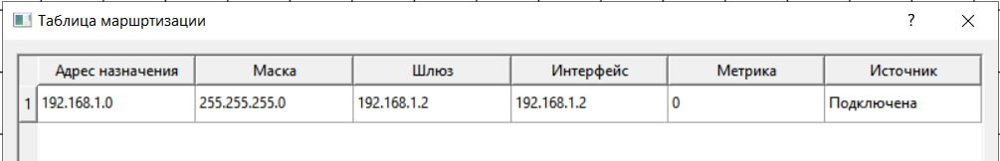 Таблица маршртизации
?
Адрес назначения Маска Шлюз Интерфейс Метрика Источник
1 192.168.1.0 255.255.255.0 192.168.1.2 192.168.1.2 0 Подключена